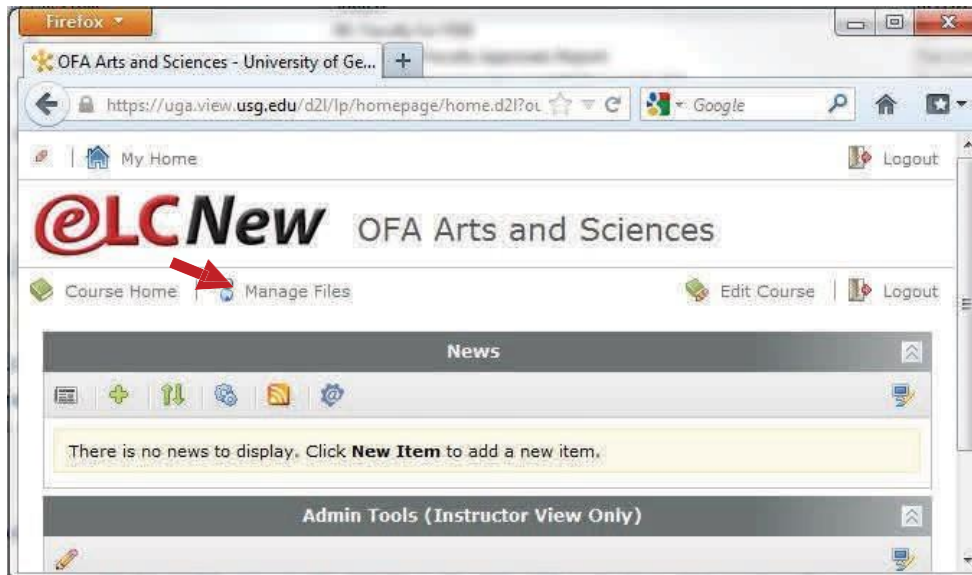 Firefox
OFA Arts and Sciences - University of Ge... +
https://uga.view.usg.edu/d2l/lp/homepage/home.d2l?ou Google
My Home Logout
eLCNew OFA Arts and Sciences
Course Home Manage Files Edit Course Logout
News
There is no news to display. Click New Item to add a new item.
Admin Tools (Instructor View Only)